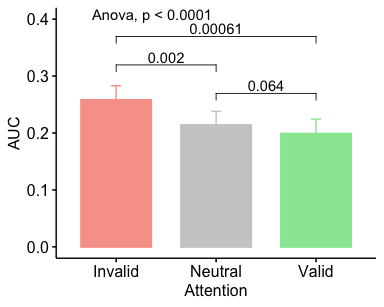 Anova, p < 0.0001
0.00061
0.002
0.064
AUC
0.4
0.3
0.2
0.1
0.0
Invalid
Neutral
Valid
Attention